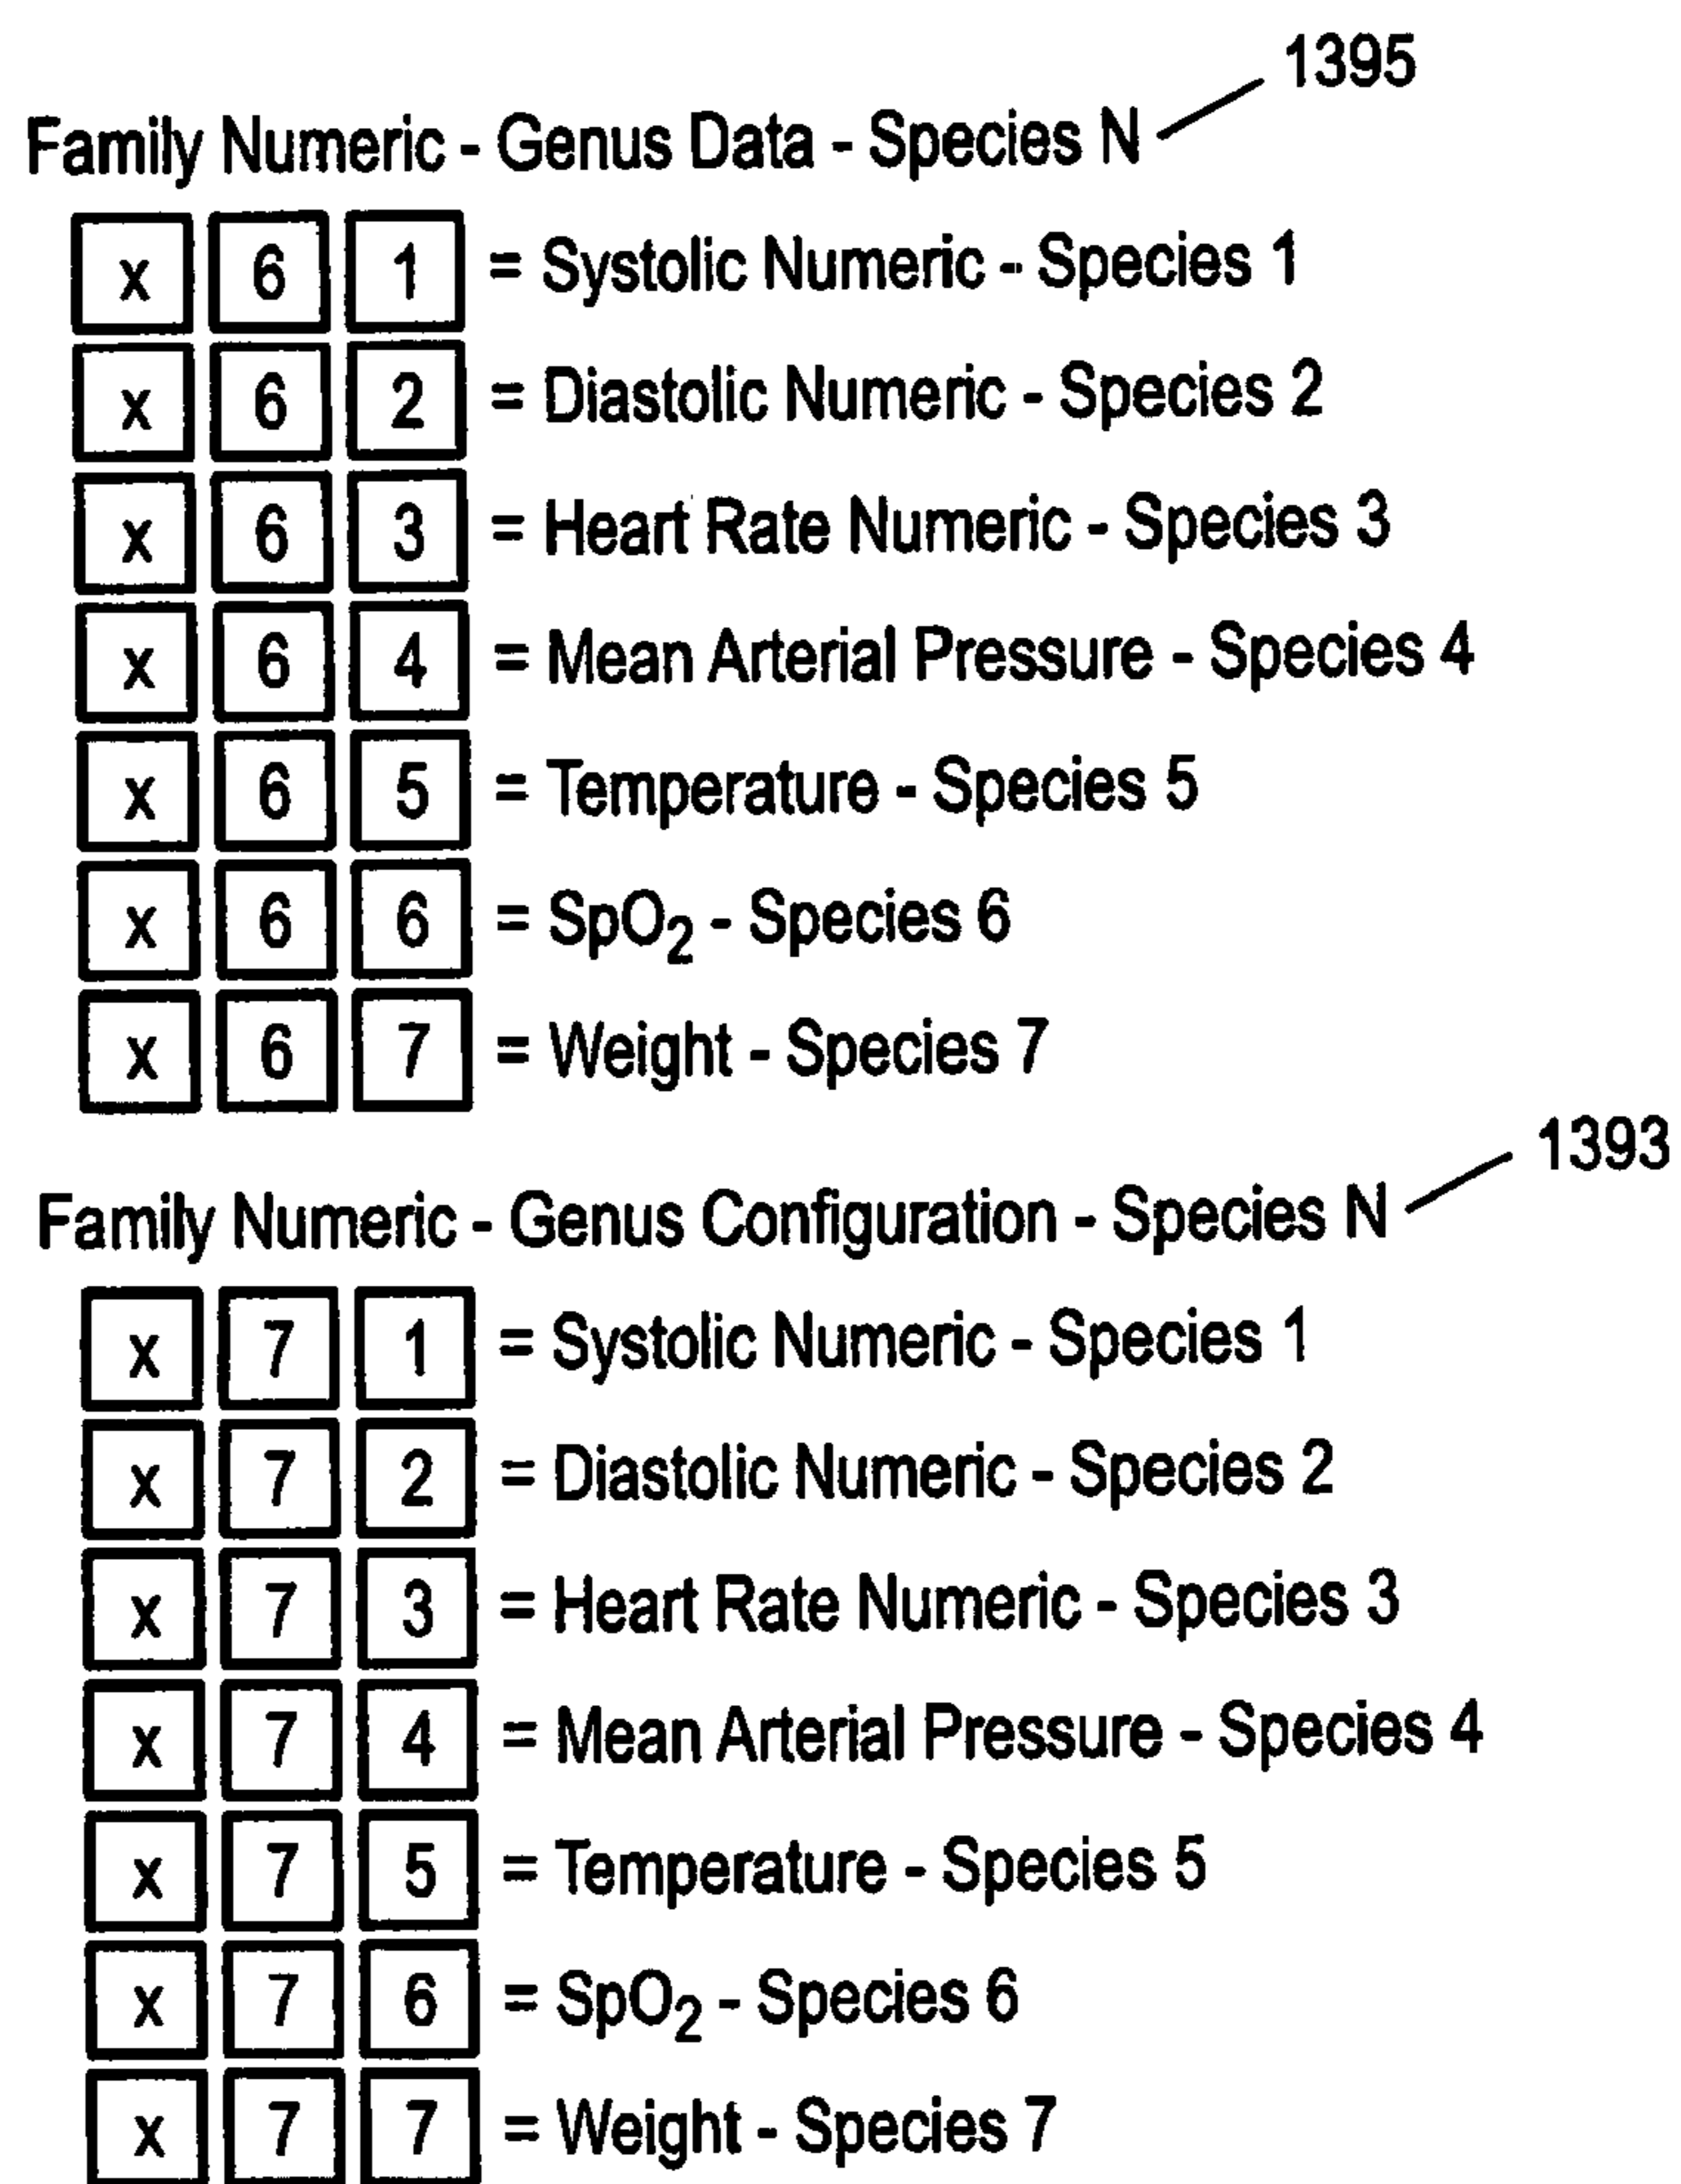 1395
Family Numeric - Genus Data - Species N
x 6 1 = Systolic Numeric - Species 1
x 6 2 = Diastolic Numeric - Species 2
x 6 3 = Heart Rate Numeric - Species 3
x 6 4 = Mean Arterial Pressure - Species 4
x 6 5 = Temperature - Species 5
x 6 6 = SpO₂ - Species 6
x 6 7 = Weight - Species 7
1393
Family Numeric - Genus Configuration - Species N
x 7 1 = Systolic Numeric - Species 1
x 7 2 = Diastolic Numeric - Species 2
x 7 3 = Heart Rate Numeric - Species 3
x 7 4 = Mean Arterial Pressure - Species 4
x 7 5 = Temperature - Species 5
x 7 6 = SpO₂ - Species 6
x 7 7 = Weight - Species 7